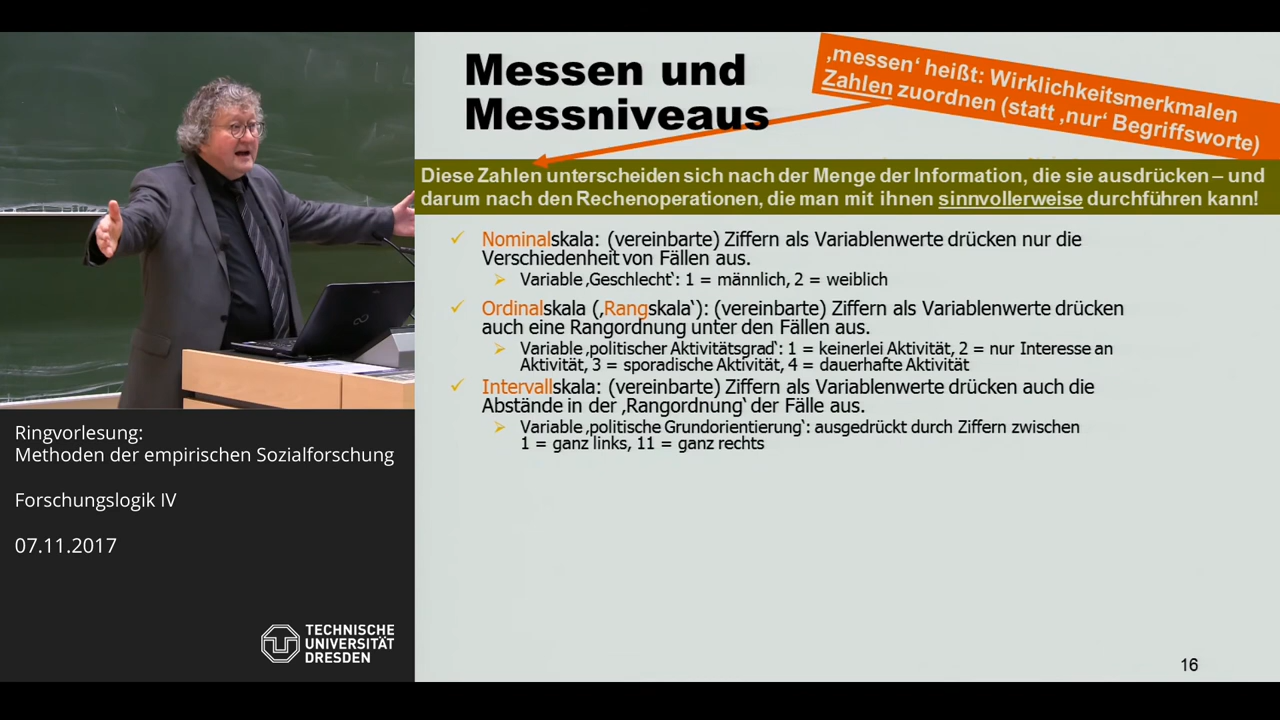 Messen und
Messniveaus
‚messen‘ heißt: Wirklichkeitsmerkmalen
Zahlen zuordnen (statt ‚nur‘ Begriffsworte)
Diese Zahlen unterscheiden sich nach der Menge der Information, die sie ausdrücken – und
darum nach den Rechenoperationen, die man mit ihnen sinnvollerweise durchführen kann!
Nominalskala: (vereinbarte) Ziffern als Variablenwerte drücken nur die
Verschiedenheit von Fällen aus.
Variable ‚Geschlecht‘: 1 = männlich, 2 = weiblich
Ordinalskala (‚Rangskala‘): (vereinbarte) Ziffern als Variablenwerte drücken
auch eine Rangordnung unter den Fällen aus.
Variable ‚politischer Aktivitätsgrad‘: 1 = keinerlei Aktivität, 2 = nur Interesse an
Aktivität, 3 = sporadische Aktivität, 4 = dauerhafte Aktivität
Intervallskala: (vereinbarte) Ziffern als Variablenwerte drücken auch die
Abstände in der ‚Rangordnung‘ der Fälle aus.
Variable ‚politische Grundorientierung‘: ausgedrückt durch Ziffern zwischen
1 = ganz links, 11 = ganz rechts
16
Ringvorlesung:
Methoden der empirischen Sozialforschung
Forschungslogik IV
07.11.2017
TECHNISCHE
UNIVERSITÄT
DRESDEN